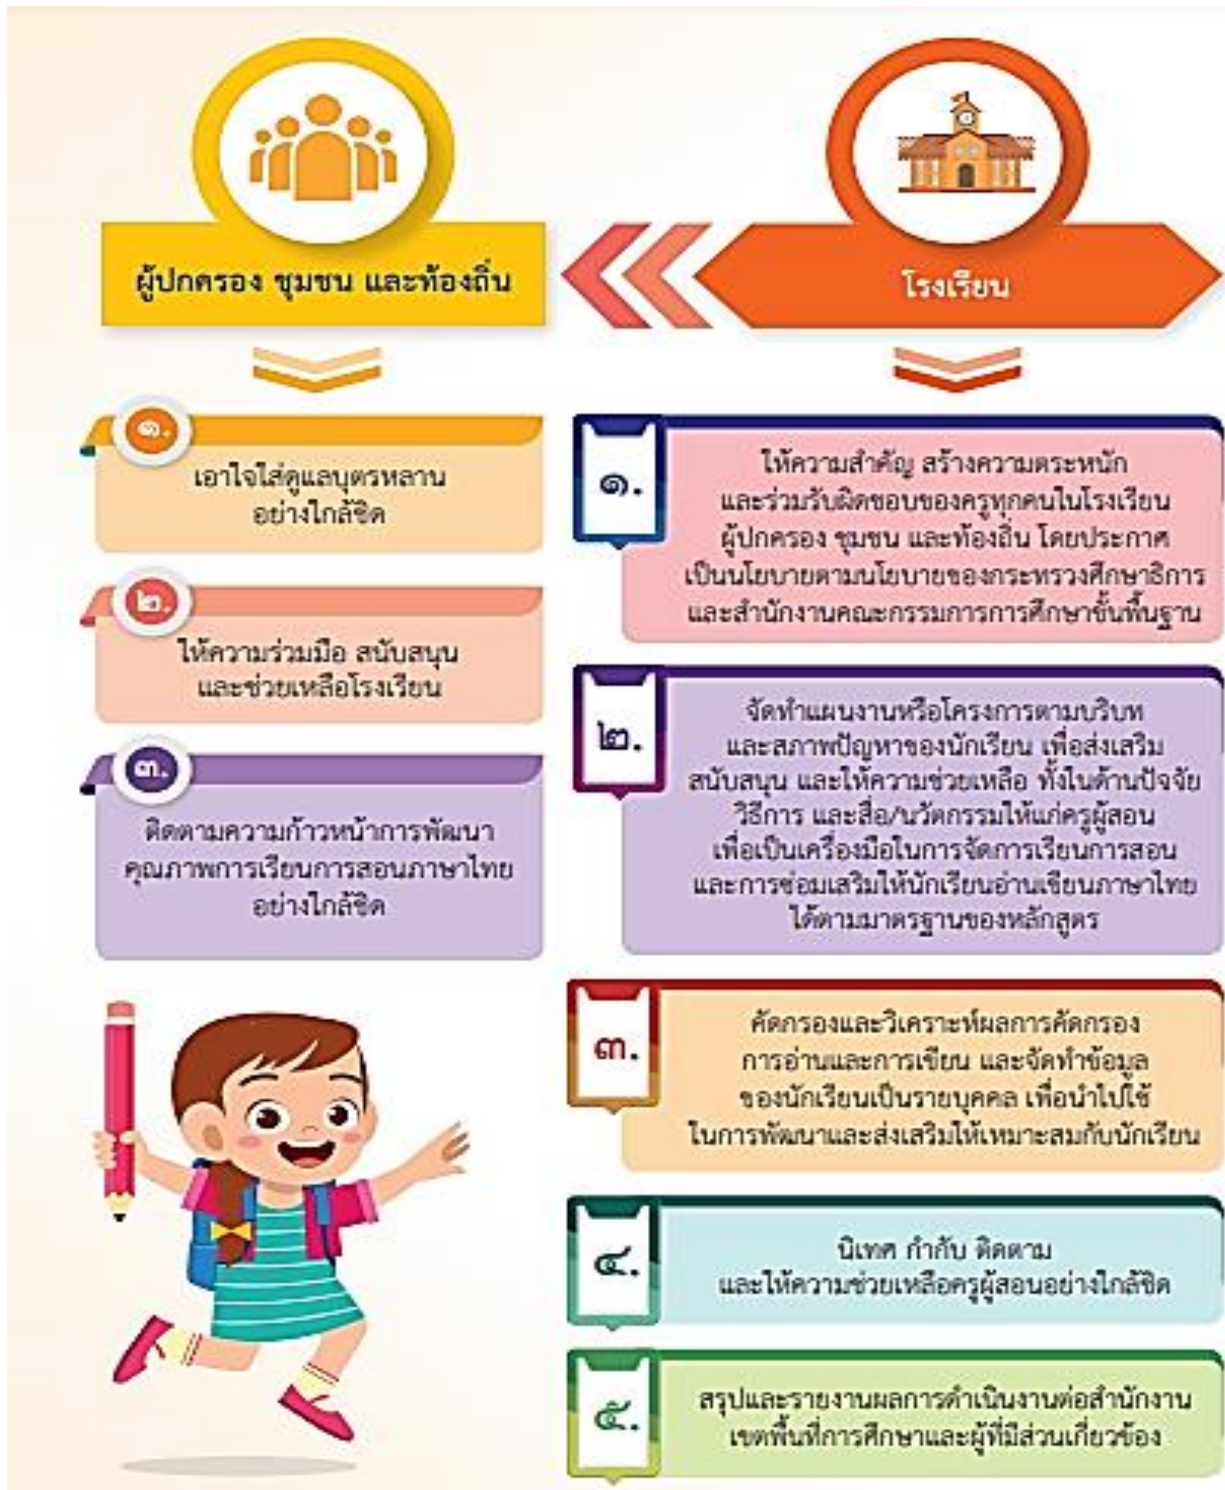 ผู้ปกครอง ชุมชน และท้องถิ่น
๑.
เอาใจใส่ดูแลบุตรหลาน
อย่างใกล้ชิด
๒.
ให้ความร่วมมือ สนับสนุน
และช่วยเหลือโรงเรียน
๓.
ติดตามความก้าวหน้าการพัฒนา
คุณภาพการเรียนการสอนภาษาไทย
อย่างใกล้ชิด
โรงเรียน
๑.
ให้ความสำคัญ สร้างความตระหนัก
และร่วมรับผิดชอบของครูทุกคนในโรงเรียน
ผู้ปกครอง ชุมชน และท้องถิ่น โดยประกาศ
เป็นนโยบายตามนโยบายของกระทรวงศึกษาธิการ
และสำนักงานคณะกรรมการการศึกษาขั้นพื้นฐาน
๒.
จัดทำแผนงานหรือโครงการตามบริบท
และสภาพปัญหาของนักเรียน เพื่อส่งเสริม
สนับสนุน และให้ความช่วยเหลือ ทั้งในด้านปัจจัย
วิธีการ และสื่อ/นวัตกรรมให้แก่ครูผู้สอน
เพื่อเป็นเครื่องมือในการจัดการเรียนการสอน
และการซ่อมเสริมให้นักเรียนอ่านเขียนภาษาไทย
ได้ตามมาตรฐานของหลักสูตร
๓.
คัดกรองและวิเคราะห์ผลการคัดกรอง
การอ่านและการเขียน และจัดทำข้อมูล
ของนักเรียนเป็นรายบุคคล เพื่อนำไปใช้
ในการพัฒนาและส่งเสริมให้เหมาะสมกับนักเรียน
๔.
นิเทศ กำกับ ติดตาม
และให้ความช่วยเหลือครูผู้สอนอย่างใกล้ชิด
๕.
สรุปและรายงานผลการดำเนินงานต่อสำนักงาน
เขตพื้นที่การศึกษาและผู้ที่มีส่วนเกี่ยวข้อง